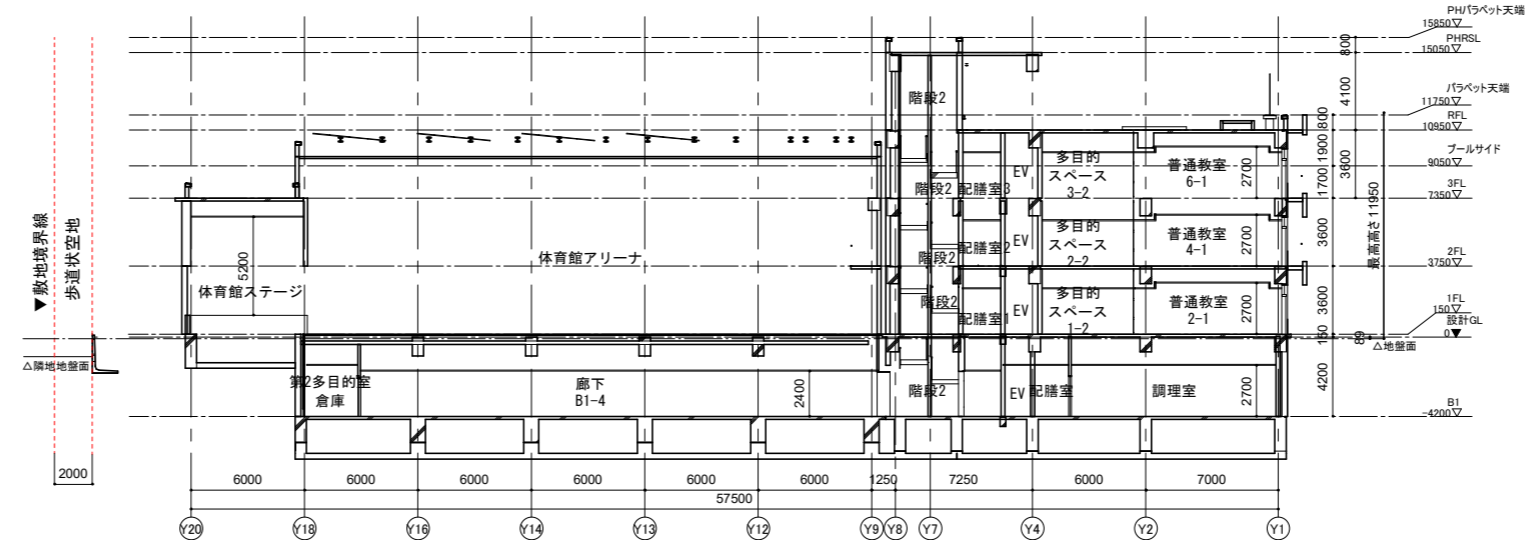 PHパラペット天端
15850▽
PHRSL
15050▽
800
4100
階段2
パラペット天端
11750▽
RFL
10950▽
800
1900
3600
プールサイド
9050▽
EV
多目的
スペース
3-2
普通教室
6-1
2700
1700
3FL
7350▽
階段2
配膳室3
▼敷地境界線
歩道状空地
5200
体育館ステージ
体育館アリーナ
階段2
配膳室2
EV
多目的
スペース
2-2
普通教室
4-1
2700
3600
最高高さ11950
2FL
3750▽
階段2
配膳室1
EV
多目的
スペース
1-2
普通教室
2-1
2700
3600
1FL
150▽
設計GL
0▼
150
89
△地盤面
△隣地地盤面
第2多目的室
倉庫
廊下
B1-4
2400
階段2
EV
配膳室
調理室
2700
4200
B1
-4200▽
2000
6000
6000
6000
6000
6000
6000
1250
7250
6000
7000
57500
Y20
Y18
Y16
Y14
Y13
Y12
Y9
Y8
Y7
Y4
Y2
Y1